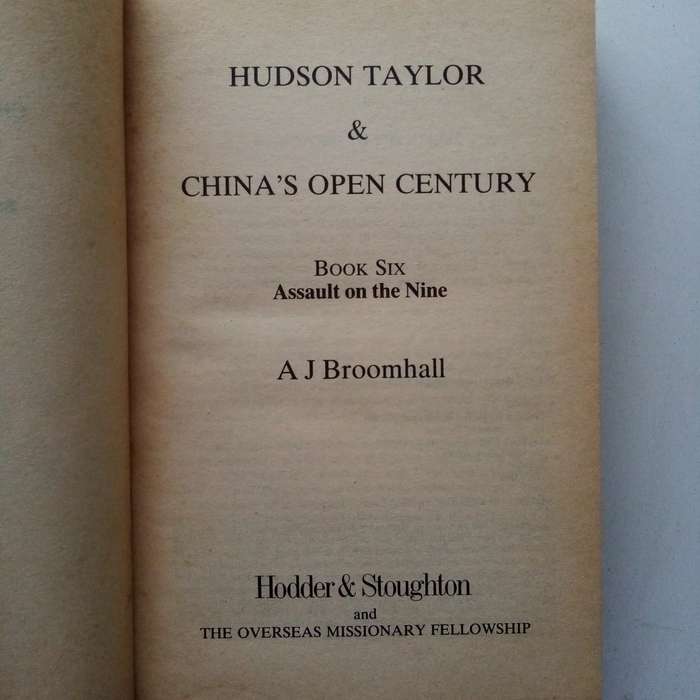 HUDSON TAYLOR
&
CHINA'S OPEN CENTURY
BOOK SIX
Assault on the Nine
A J Broomhall
Hodder & Stoughton
and
THE OVERSEAS MISSIONARY FELLOWSHIP